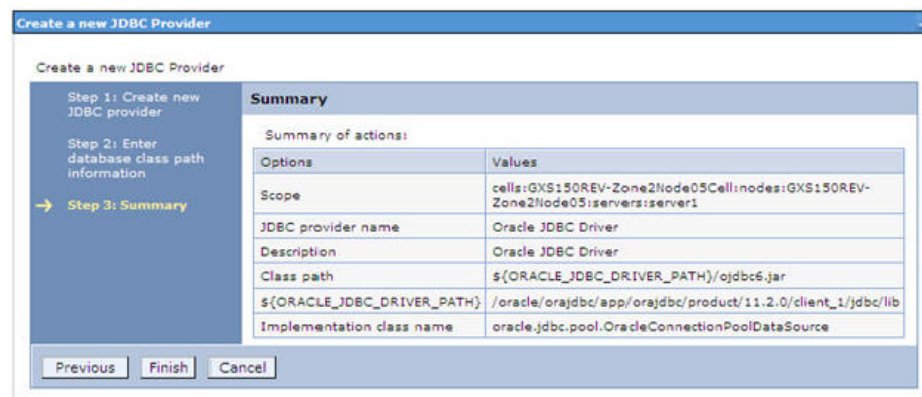 Create a new JDBC Provider
Create a new JDBC Provider
Step 1: Create new
JDBC provider
Step 2: Enter
database class path
information
Step 3: Summary
Summary
Summary of actions:
Options Values
Scope cells:GXS150REV-Zone2Node05Cell:nodes:GXS150REV-
Zone2Node05:servers:server1
JDBC provider name Oracle JDBC Driver
Description Oracle JDBC Driver
Class path ${ORACLE_JDBC_DRIVER_PATH}/ojdbc6.jar
${ORACLE_JDBC_DRIVER_PATH} /oracle/orajdbc/app/orajdbc/product/11.2.0/client_1/jdbc/lib
Implementation class name oracle.jdbc.pool.OracleConnectionPoolDataSource
Previous Finish Cancel